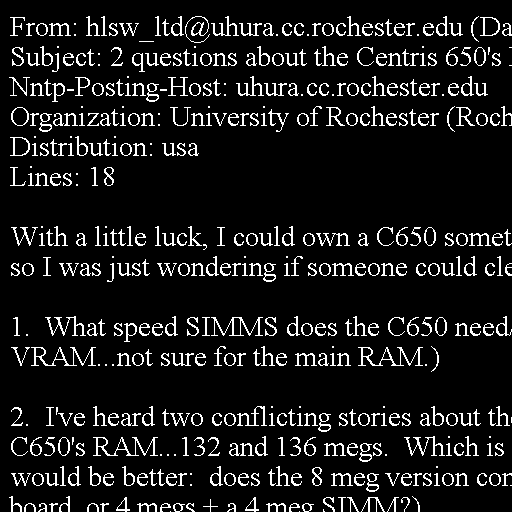 From: hlsw_ltd@uhura.cc.rochester.edu (Da
Subject: 2 questions about the Centris 650's
Nntp-Posting-Host: uhura.cc.rochester.edu
Organization: University of Rochester (Roch
Distribution: usa
Lines: 18
With a little luck, I could own a C650 somet
so I was just wondering if someone could cle
1.  What speed SIMMS does the C650 need/
VRAM...not sure for the main RAM.)
2.  I've heard two conflicting stories about the
C650's RAM...132 and 136 megs.  Which is
would be better:  does the 8 meg version con
board, or 4 megs + a 4 meg SIMM?)